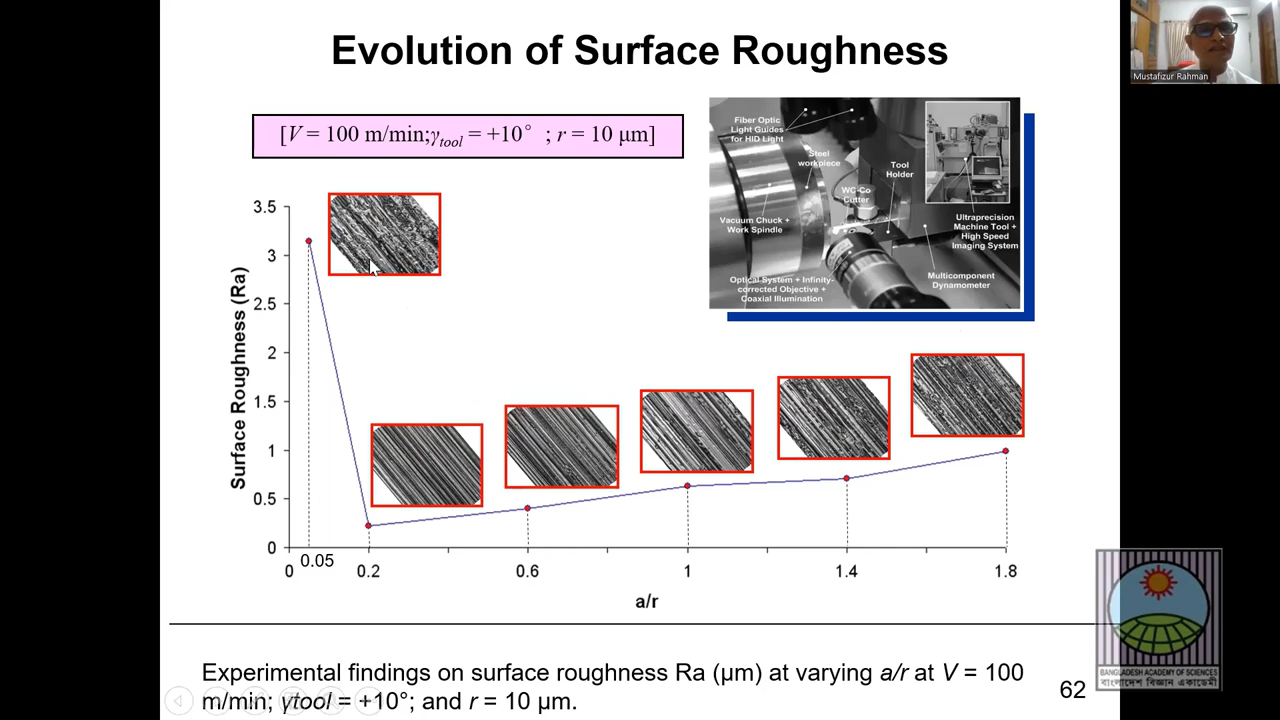 Evolution of Surface Roughness
Mustafizur Rahman
[V = 100 m/min;γtool = +10° ; r = 10 μm]
Fiber Optic
Light Guides
for HID Light
Steel
workpiece
Tool
Holder
WC-Co
Cutter
Vacuum Chuck +
Work Spindle
Ultraprecision
Machine Tool +
High Speed
Imaging System
Optical System + Infinity-
corrected Objective +
Coaxial Illumination
Multicomponent
Dynamometer
Surface Roughness (Ra)
3.5
3
2.5
2
1.5
1
0.5
0
0 0.05 0.2 0.6 1 1.4 1.8
a/r
Experimental findings on surface roughness Ra (μm) at varying a/r at V = 100
m/min; γtool = +10°; and r = 10 μm.
62
BANGLADESH ACADEMY OF SCIENCES
বাংলাদেশ বিজ্ঞান একাডেমী